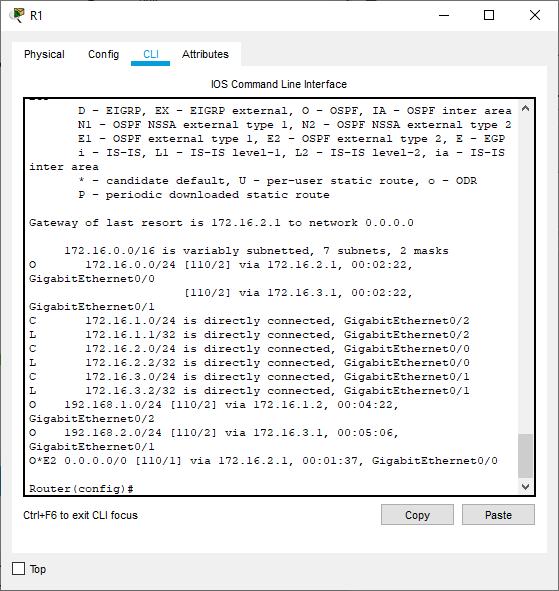 R1
Physical Config CLI Attributes
IOS Command Line Interface
D - EIGRP, EX - EIGRP external, O - OSPF, IA - OSPF inter area
N1 - OSPF NSSA external type 1, N2 - OSPF NSSA external type 2
E1 - OSPF external type 1, E2 - OSPF external type 2, E - EGP
i - IS-IS, L1 - IS-IS level-1, L2 - IS-IS level-2, ia - IS-IS
inter area
* - candidate default, U - per-user static route, o - ODR
P - periodic downloaded static route
Gateway of last resort is 172.16.2.1 to network 0.0.0.0
172.16.0.0/16 is variably subnetted, 7 subnets, 2 masks
O 172.16.0.0/24 [110/2] via 172.16.2.1, 00:02:22,
GigabitEthernet0/0
[110/2] via 172.16.3.1, 00:02:22,
GigabitEthernet0/1
C 172.16.1.0/24 is directly connected, GigabitEthernet0/2
L 172.16.1.1/32 is directly connected, GigabitEthernet0/2
C 172.16.2.0/24 is directly connected, GigabitEthernet0/0
L 172.16.2.2/32 is directly connected, GigabitEthernet0/0
C 172.16.3.0/24 is directly connected, GigabitEthernet0/1
L 172.16.3.2/32 is directly connected, GigabitEthernet0/1
O 192.168.1.0/24 [110/2] via 172.16.1.2, 00:04:22,
GigabitEthernet0/2
O 192.168.2.0/24 [110/2] via 172.16.3.1, 00:05:06,
GigabitEthernet0/1
O*E2 0.0.0.0/0 [110/1] via 172.16.2.1, 00:01:37, GigabitEthernet0/0
Router(config)#
Ctrl+F6 to exit CLI focus
Copy Paste
Top